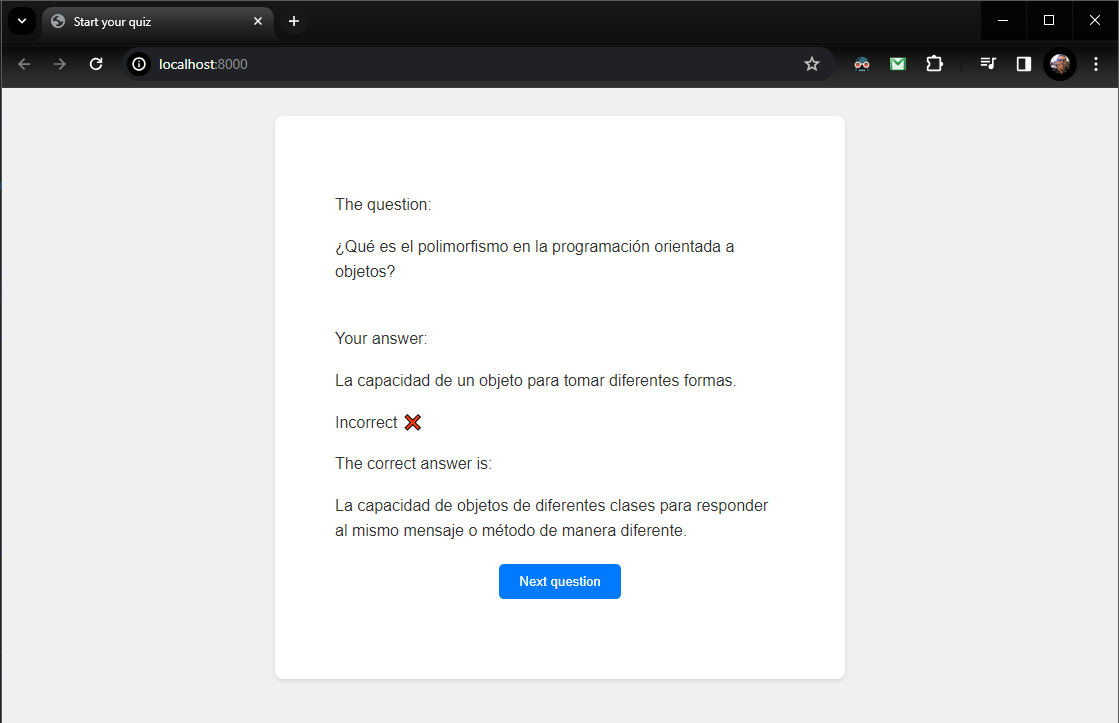 Start your quiz
localhost:8000
The question:
¿Qué es el polimorfismo en la programación orientada a
objetos?
Your answer:
La capacidad de un objeto para tomar diferentes formas.
Incorrect ❌
The correct answer is:
La capacidad de objetos de diferentes clases para responder
al mismo mensaje o método de manera diferente.
Next question